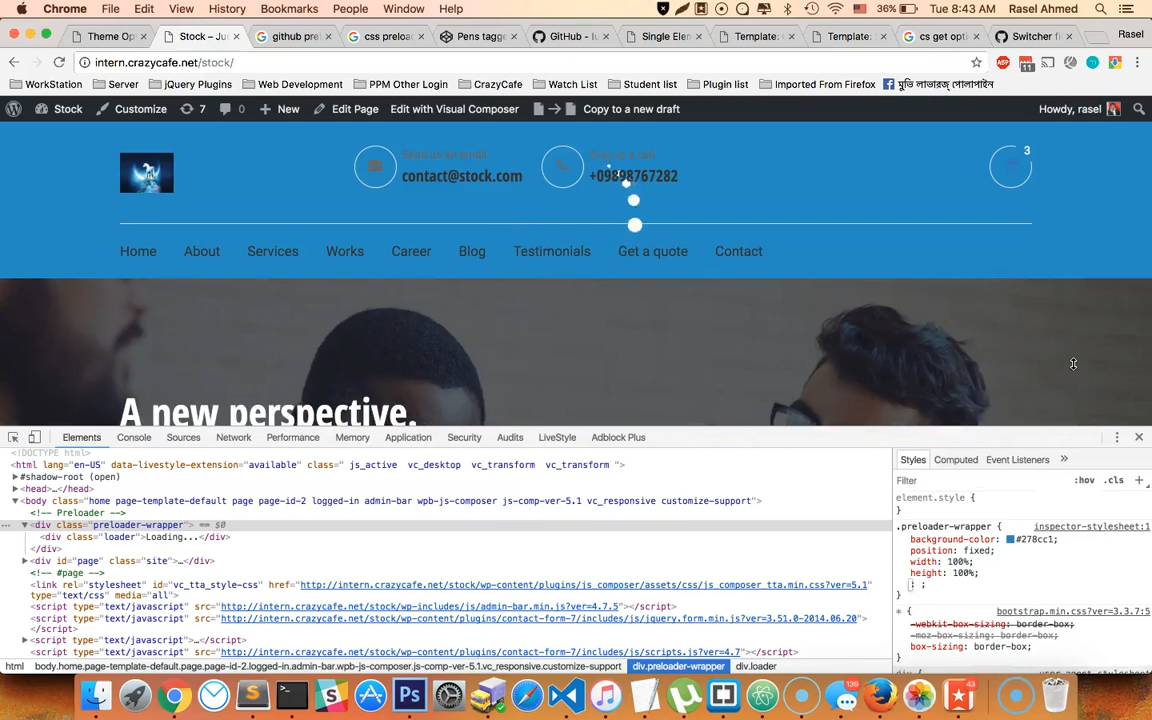 Chrome File Edit View History Bookmarks People Window Help 36% Tue 8:43 AM Rasel Ahmed
Theme Op Stock – Ju github pre css preloa Pens tagge GitHub - lu Single Ele Template: Template: cs get opti Switcher fi Rasel
intern.crazycafe.net/stock/
WorkStation Server jQuery Plugins Web Development PPM Other Login CrazyCafe Watch List Student list Plugin list Imported From Firefox মুভি লাভারজ্ পোলাপাইন
Stock Customize 7 0 New Edit Page Edit with Visual Composer Copy to a new draft Howdy, rasel
Send us an email
contact@stock.com
+09898767282
3
Home About Services Works Career Blog Testimonials Get a quote Contact
A new perspective.
Elements Console Sources Network Performance Memory Application Security Audits LiveStyle Adblock Plus
<!DOCTYPE html>
<html lang="en-US" data-livestyle-extension="available" class=" js_active vc_desktop vc_transform vc_transform ">
#shadow-root (open)
<head>…</head>
<body class="home page-template-default page page-id-2 logged-in admin-bar wpb-js-composer js-comp-ver-5.1 vc_responsive customize-support">
<!-- Preloader -->
<div class="preloader-wrapper"> == $0
<div class="loader">Loading...</div>
</div>
<div id="page" class="site">…</div>
<!-- #page -->
<link rel="stylesheet" id="vc_tta_style-css" href="http://intern.crazycafe.net/stock/wp-content/plugins/js_composer/assets/css/js_composer_tta.min.css?ver=5.1" type="text/css" media="all">
<script type="text/javascript" src="http://intern.crazycafe.net/stock/wp-includes/js/admin-bar.min.js?ver=4.7.5"></script>
<script type="text/javascript" src="http://intern.crazycafe.net/stock/wp-content/plugins/contact-form-7/includes/js/jquery.form.min.js?ver=3.51.0-2014.06.20">
</script>
<script type="text/javascript">…</script>
<script type="text/javascript" src="http://intern.crazycafe.net/stock/wp-content/plugins/contact-form-7/includes/js/scripts.js?ver=4.7"></script>
html body.home.page-template-default.page.page-id-2.logged-in.admin-bar.wpb-js-composer.js-comp-ver-5.1.vc_responsive.customize-support div.preloader-wrapper div.loader
Styles Computed Event Listeners
Filter :hov .cls +
element.style {
}
.preloader-wrapper { inspector-stylesheet:1
background-color: #278cc1;
position: fixed;
width: 100%;
height: 100%;
: ;
}
* { bootstrap.min.css?ver=3.3.7:5
-webkit-box-sizing: border-box;
-moz-box-sizing: border-box;
box-sizing: border-box;
}
139
43